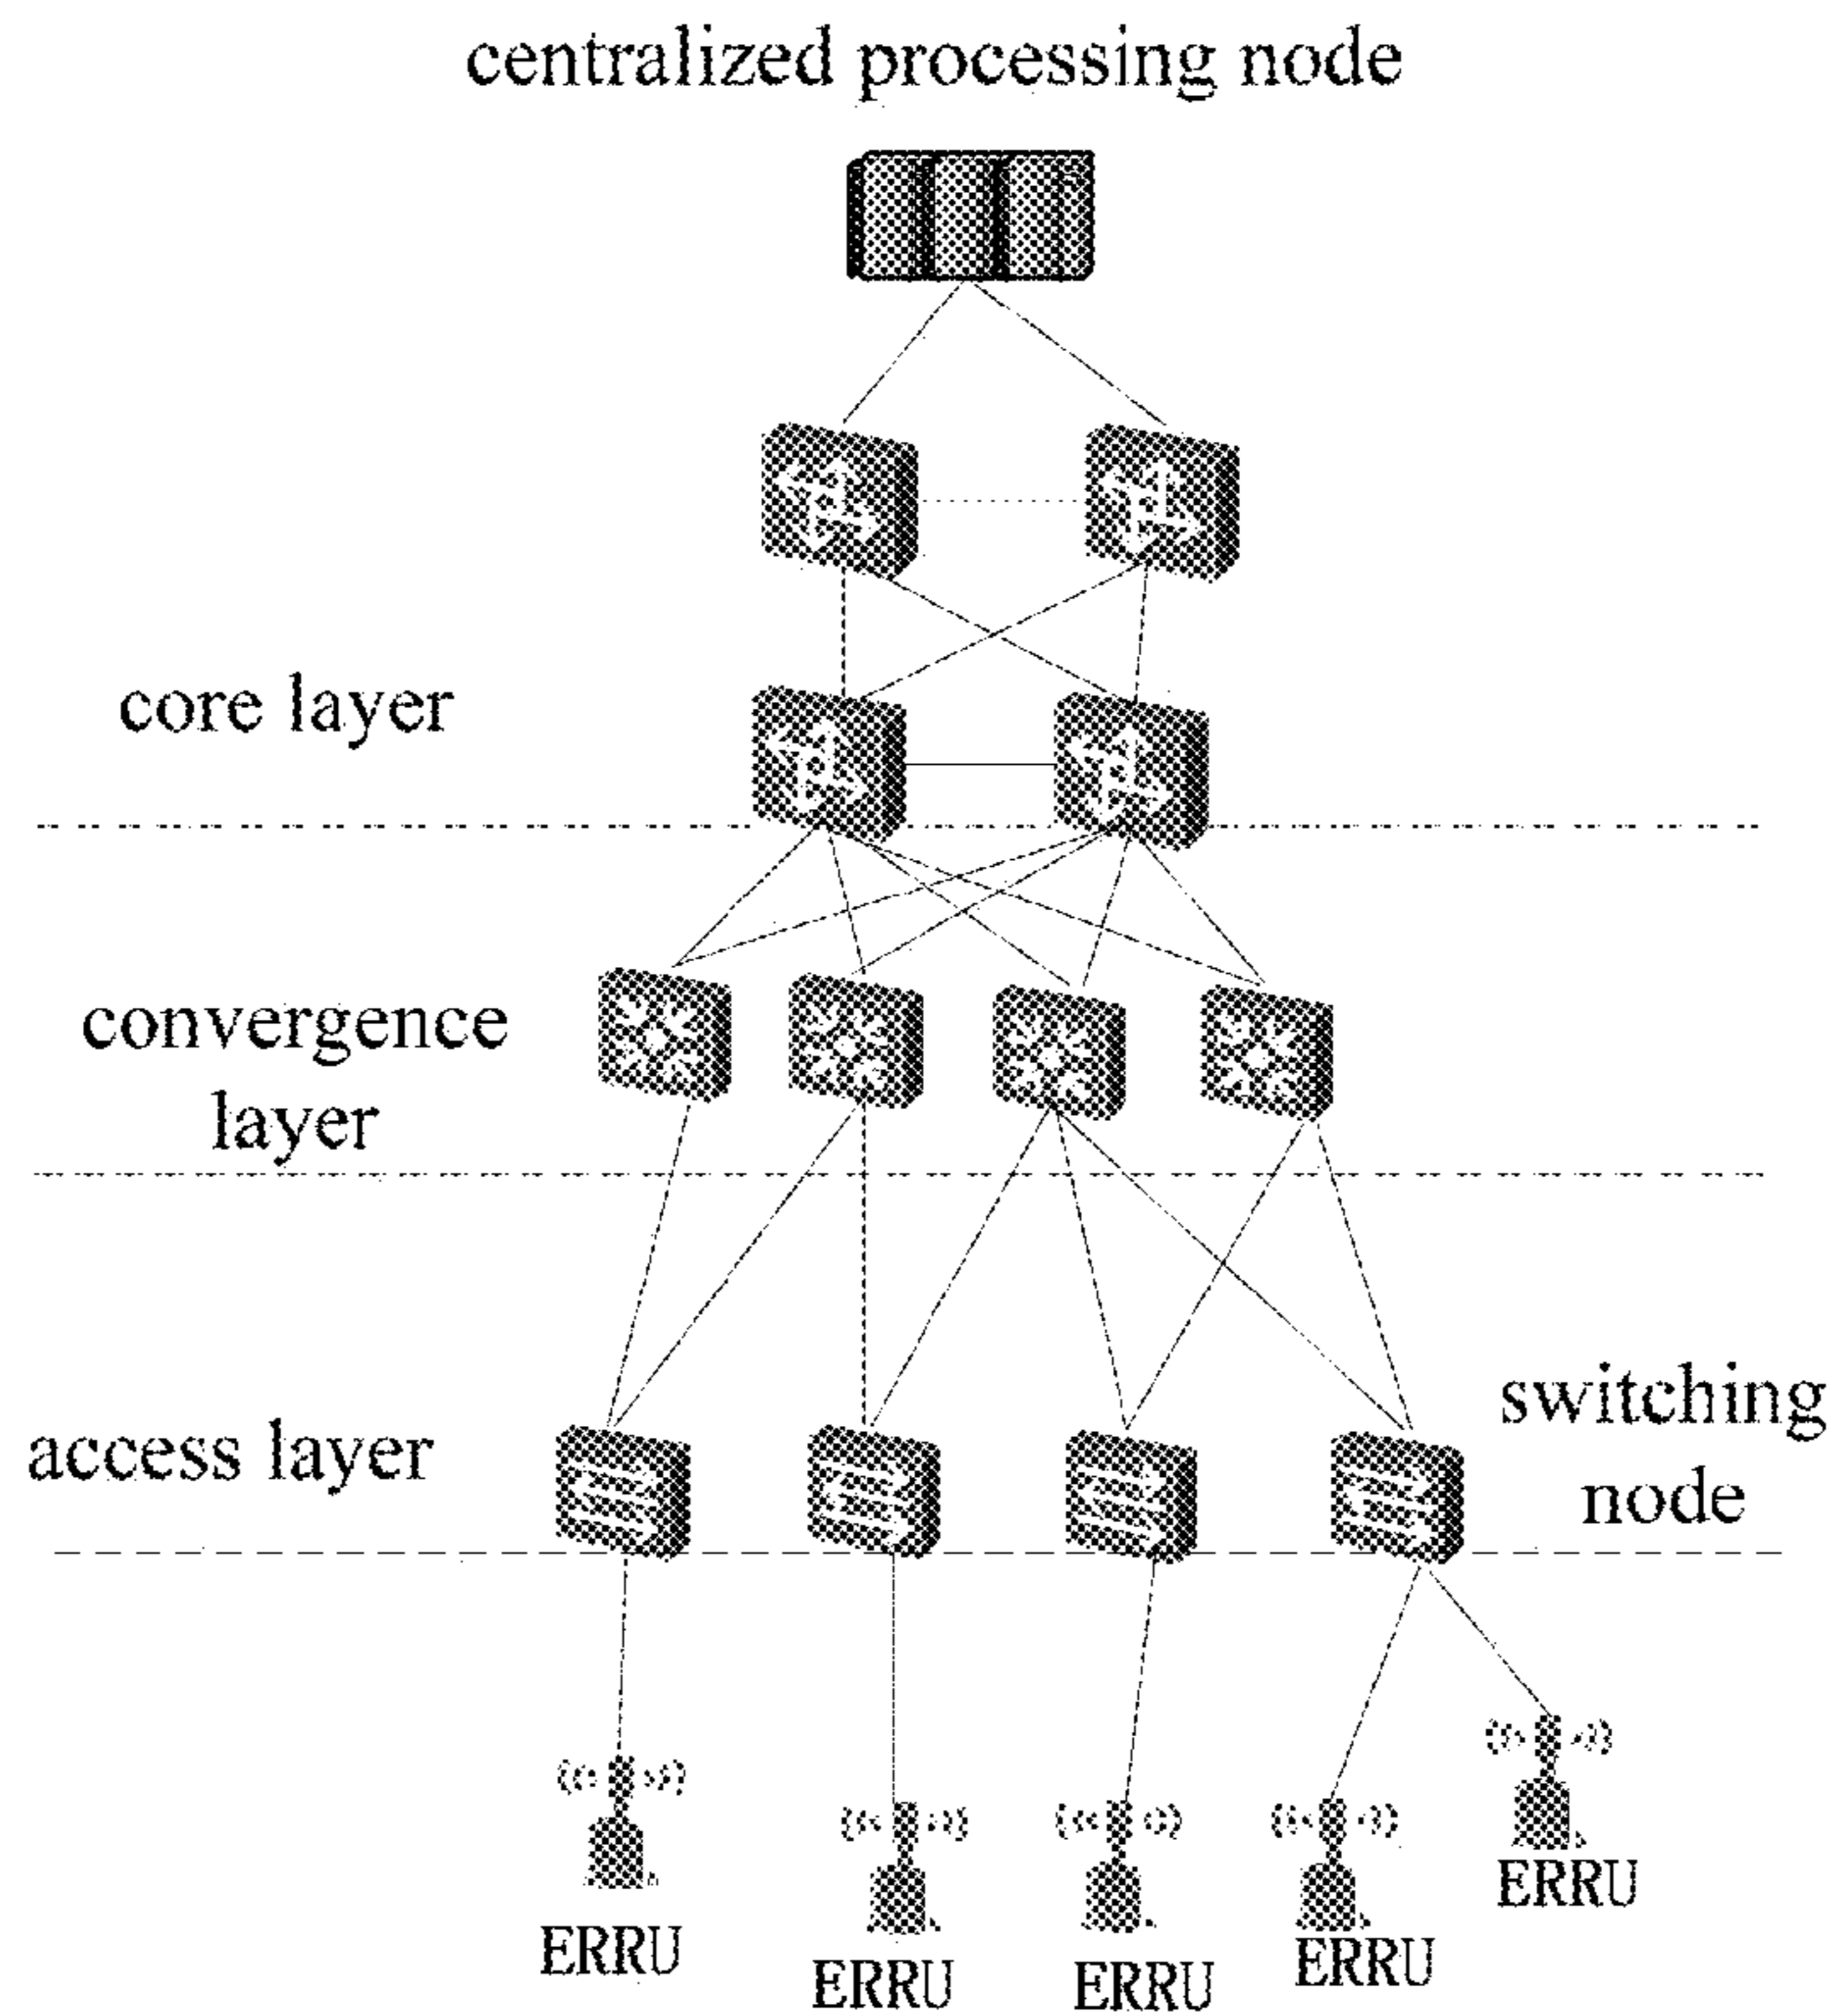 centralized processing node
core layer
convergence
layer
access layer
switching
node
ERRU
ERRU
ERRU
ERRU
ERRU